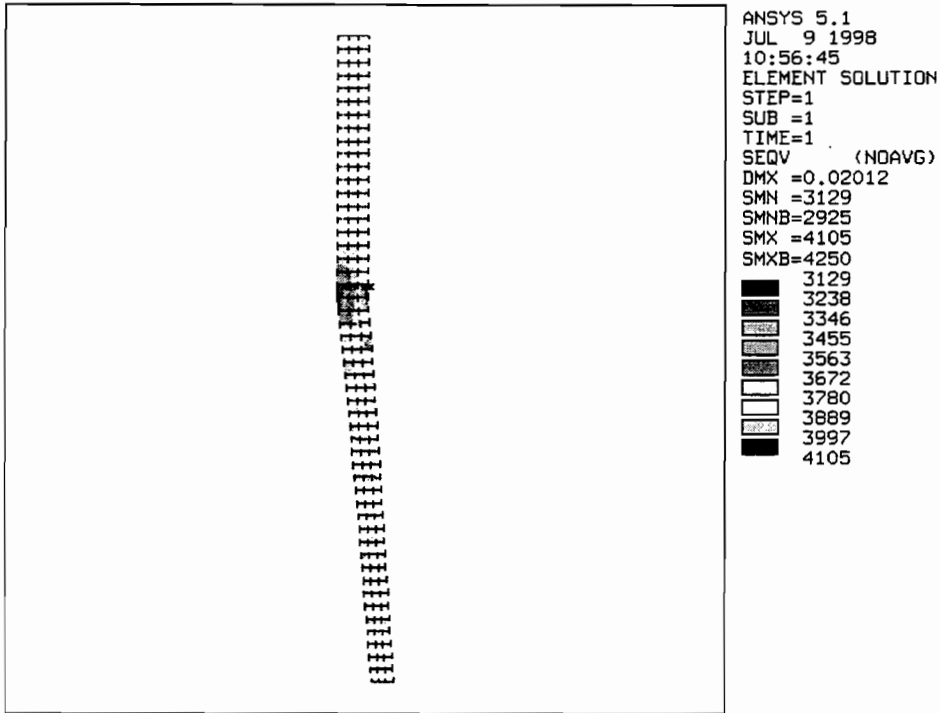 ANSYS 5.1
JUL 9 1998
10:56:45
ELEMENT SOLUTION
STEP=1
SUB =1
TIME=1
SEQV (NOAVG)
DMX =0.02012
SMN =3129
SMNB=2925
SMX =4105
SMXB=4250
3129
3238
3346
3455
3563
3672
3780
3889
3997
4105